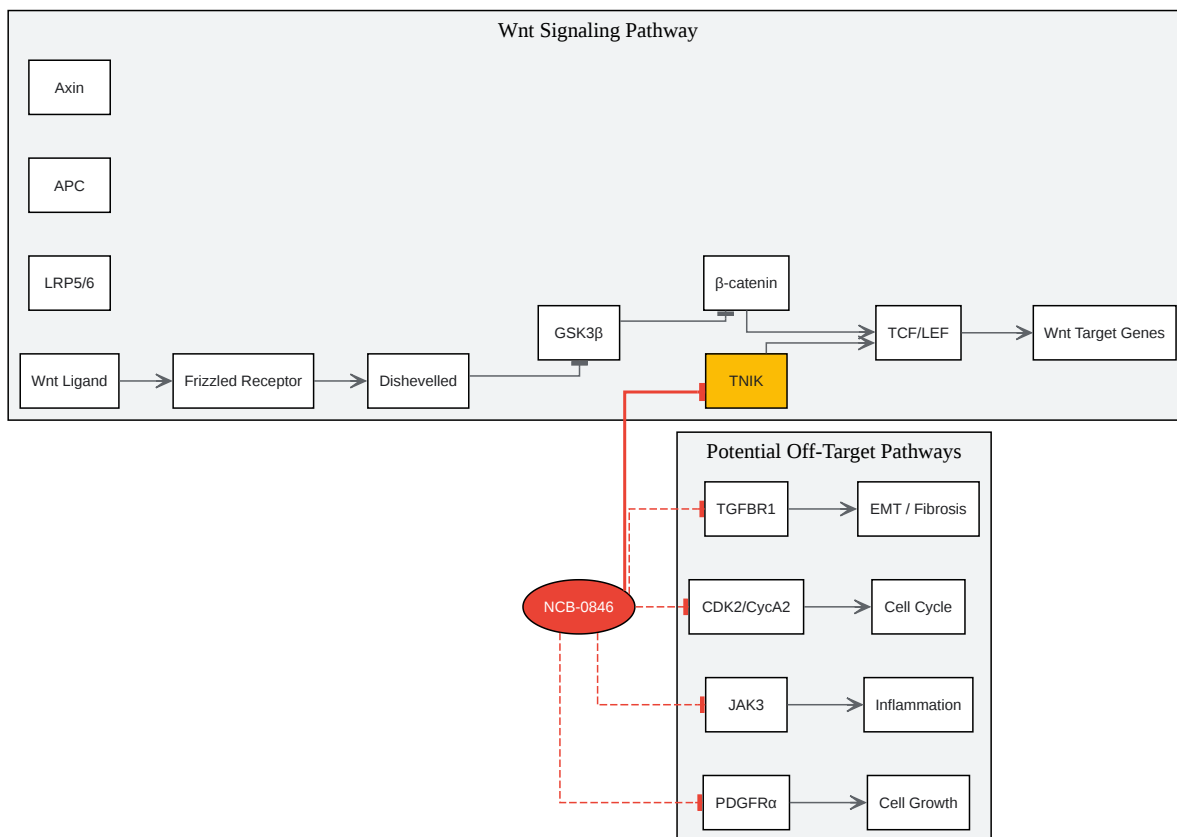 Wnt Signaling Pathway
Axin
APC
LRP5/6
β-catenin
GSK3β
TCF/LEF
Wnt Target Genes
Wnt Ligand
Frizzled Receptor
Dishevelled
TNIK
Potential Off-Target Pathways
TGFBR1
EMT / Fibrosis
NCB-0846
CDK2/CycA2
Cell Cycle
JAK3
Inflammation
PDGFRα
Cell Growth